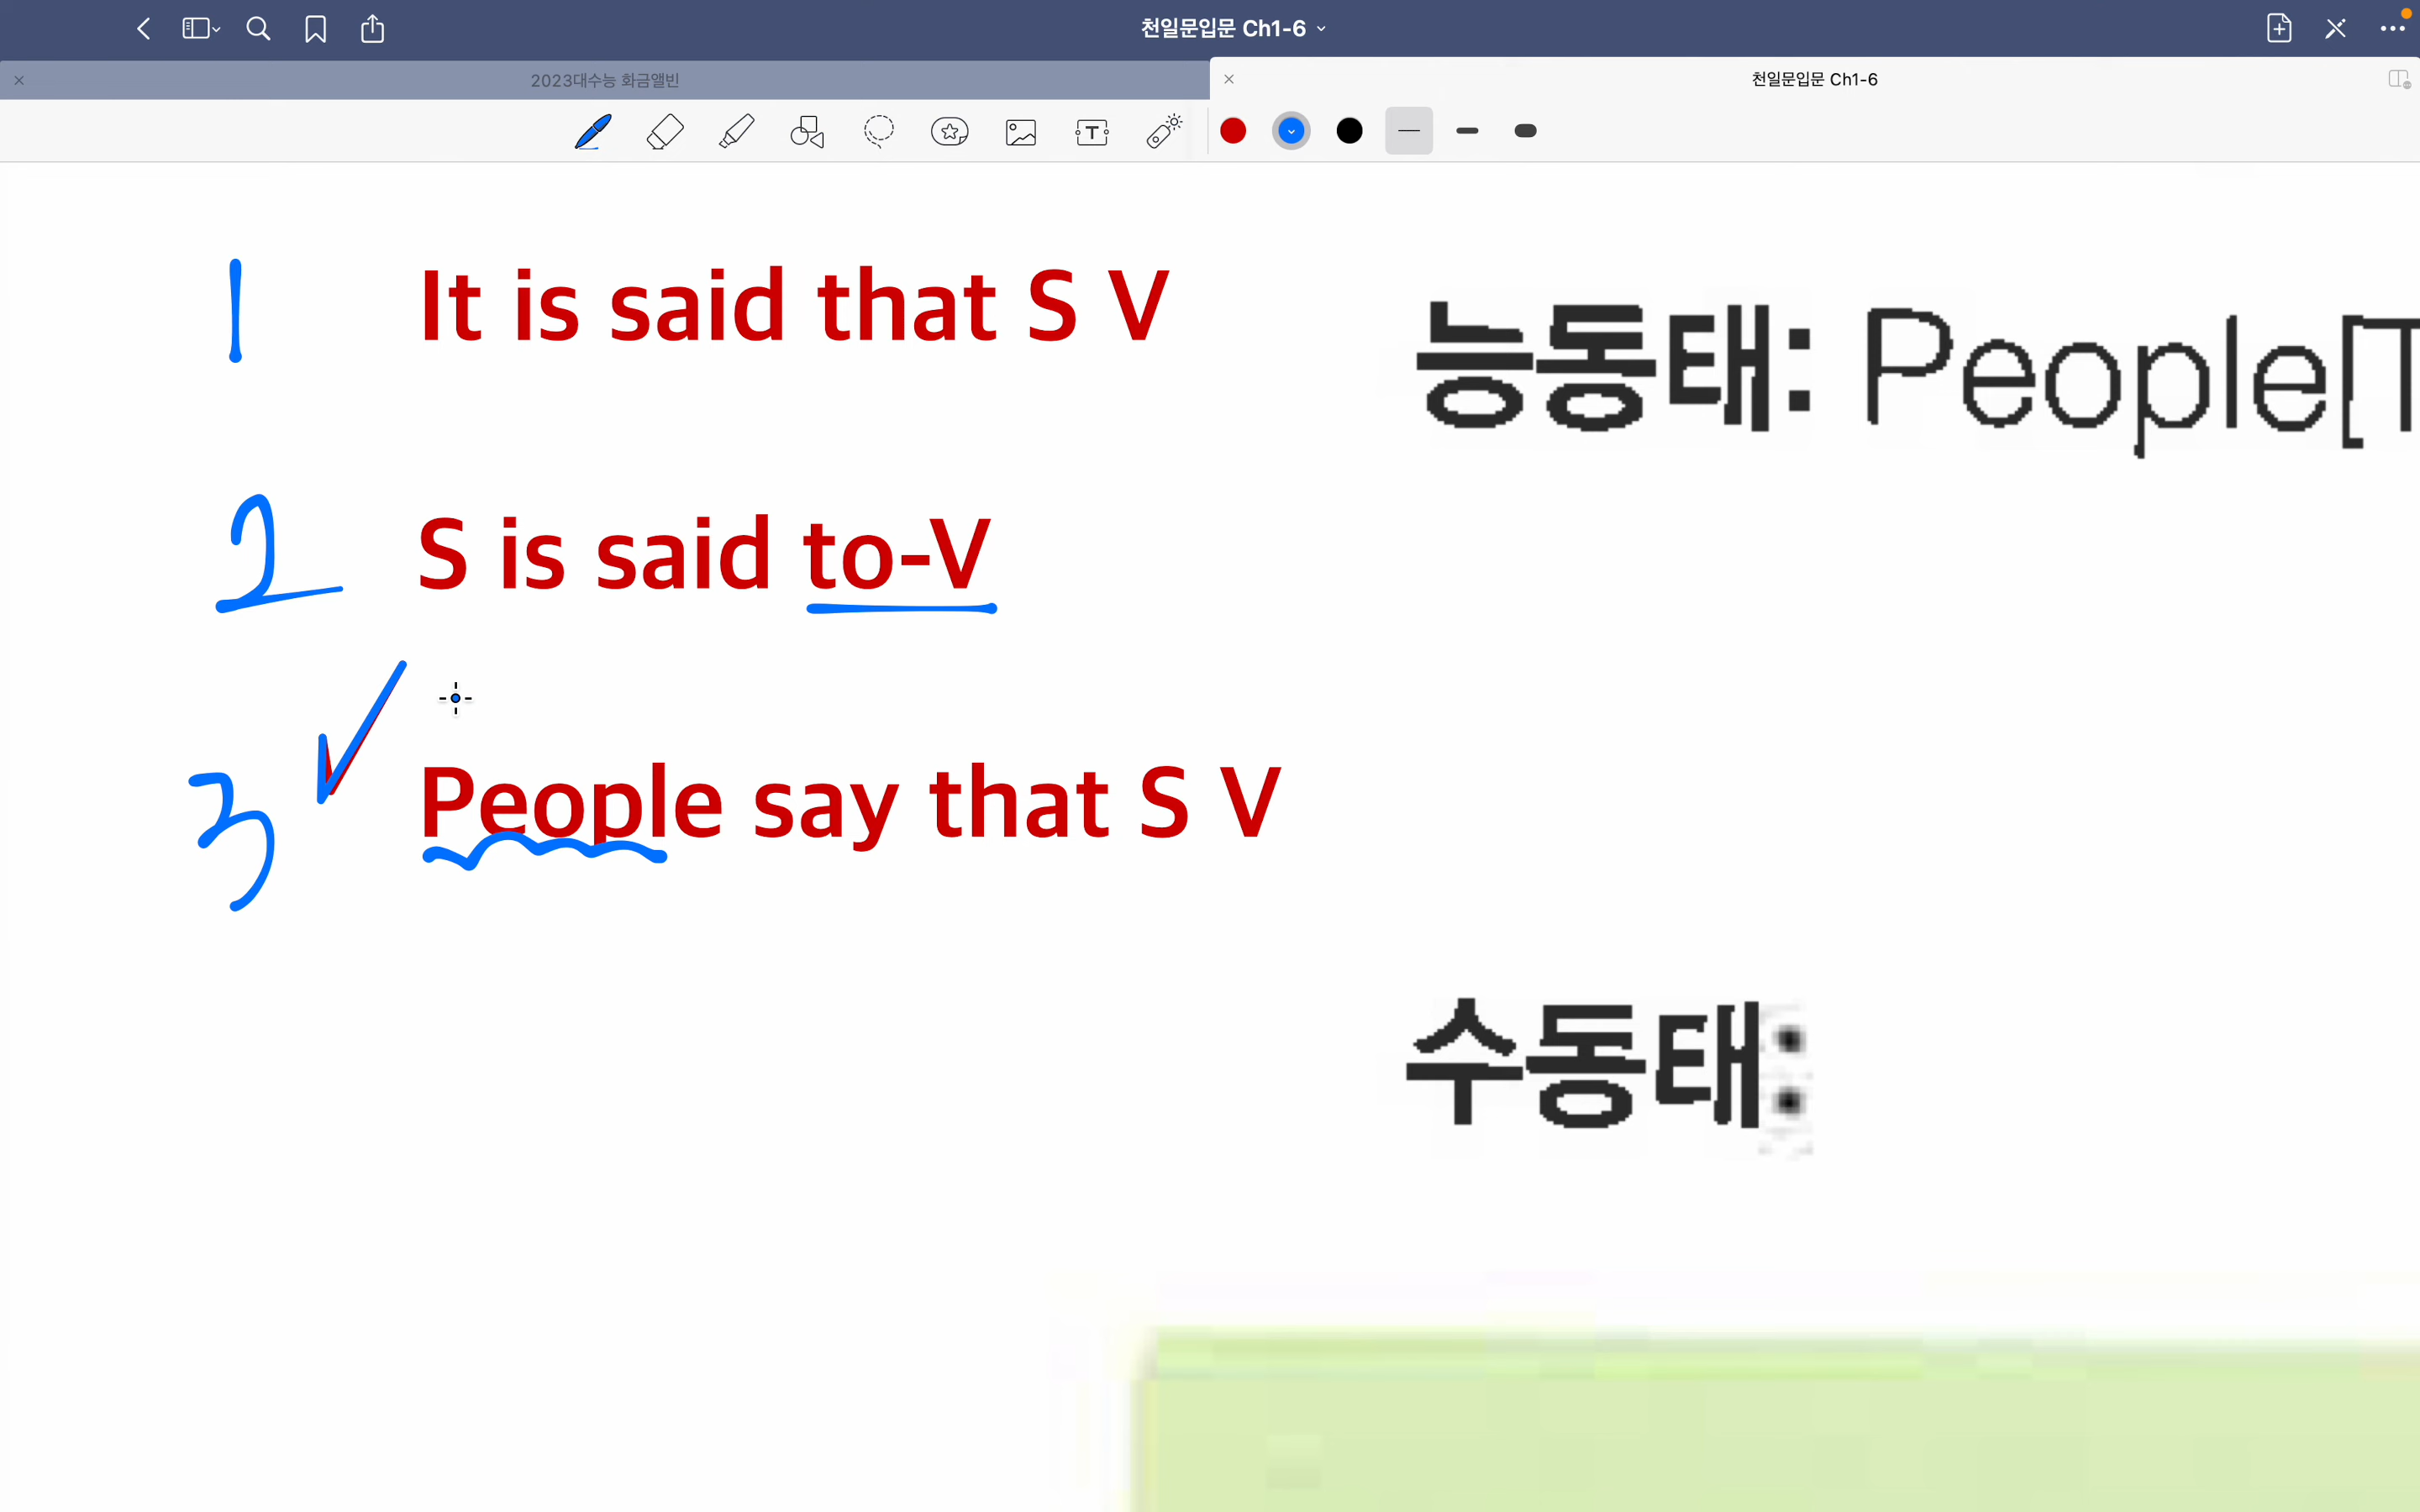 천일문입문 Ch1-6
2023대수능 화금앨빈
천일문입문 Ch1-6
1 It is said that S V
능동태: People[T
2 S is said to-V
3 People say that S V
수동태: